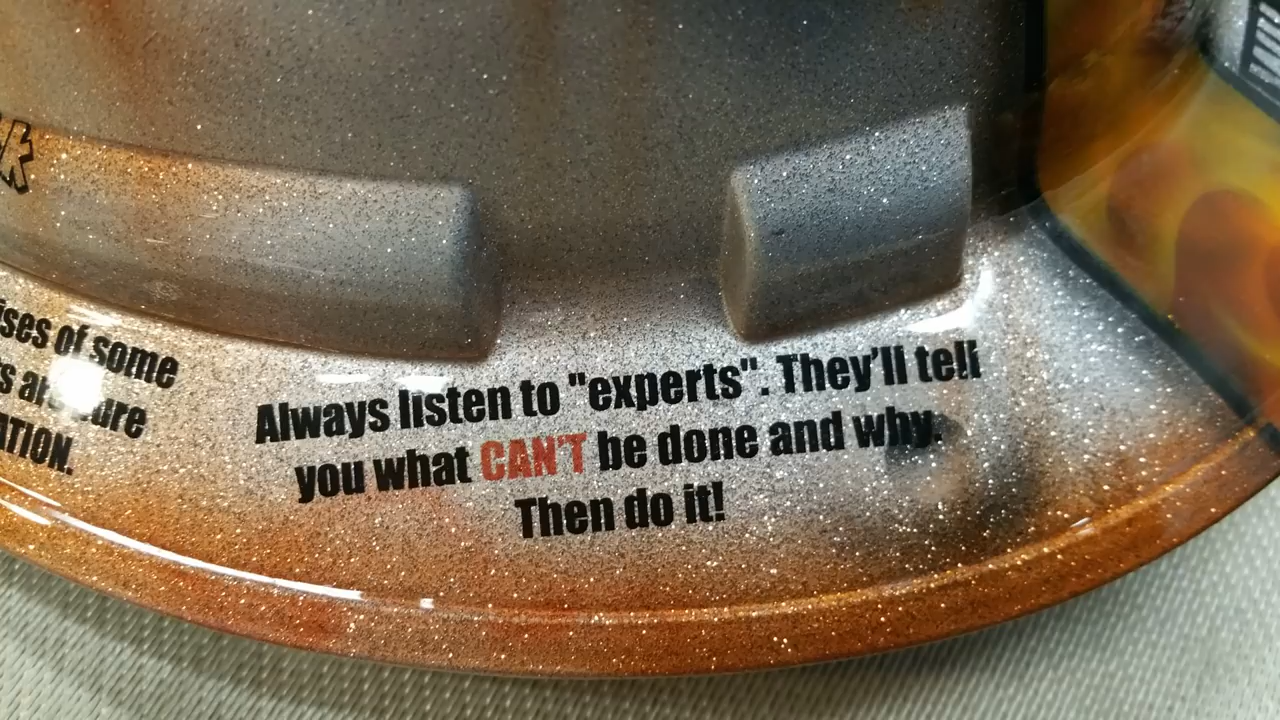 ises of some
ATION.
Always listen to "experts". They'll tell
you what CAN'T be done and why.
Then do it!